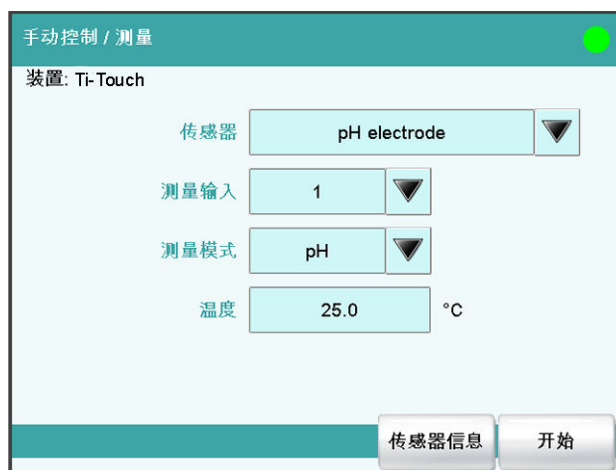 手动控制 / 测量
装置: Ti-Touch
传感器 pH electrode
测量输入 1
测量模式 pH
温度 25.0 °C
传感器信息 开始